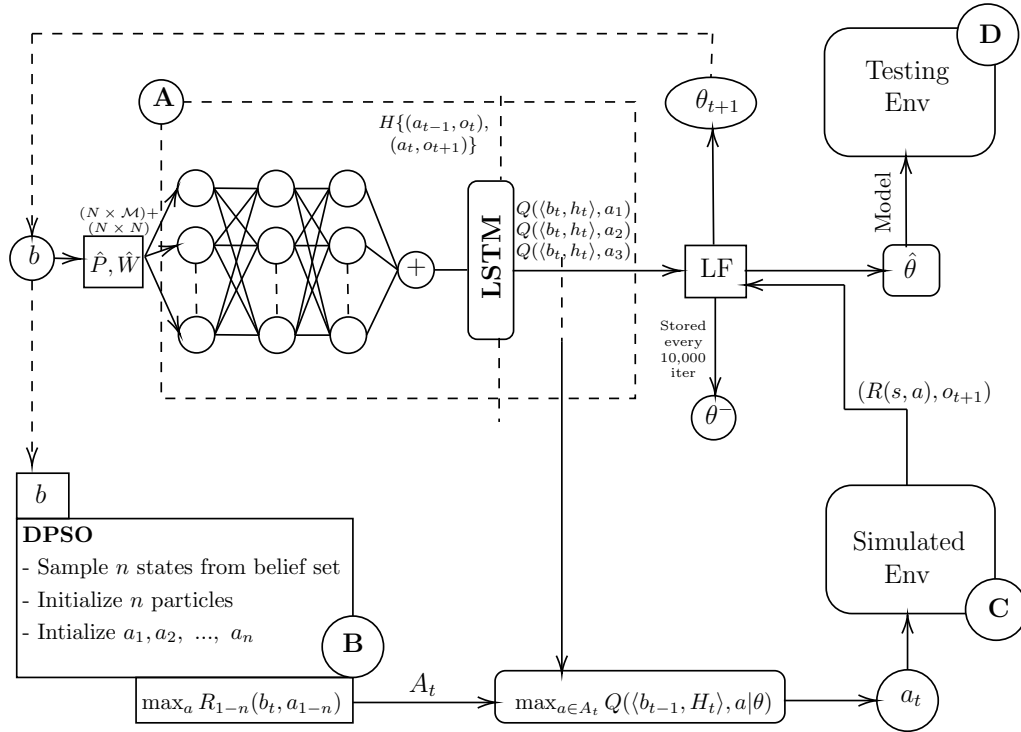 D
Testing
Env
θ_{t+1}
A
H{(a_{t-1}, o_t),
(a_t, o_{t+1})}
(N × M)+
(N × N)
b
P̂, Ŵ
+
LSTM
Q(⟨b_t, h_t⟩, a_1)
Q(⟨b_t, h_t⟩, a_2)
Q(⟨b_t, h_t⟩, a_3)
LF
Model
θ̂
Stored
every
10,000
iter
θ^-
(R(s, a), o_{t+1})
b
DPSO
- Sample n states from belief set
- Initialize n particles
- Intialize a_1, a_2, ..., a_n
B
max_a R_{1-n}(b_t, a_{1-n})
A_t
max_{a∈A_t} Q(⟨b_{t-1}, H_t⟩, a|θ)
a_t
Simulated
Env
C